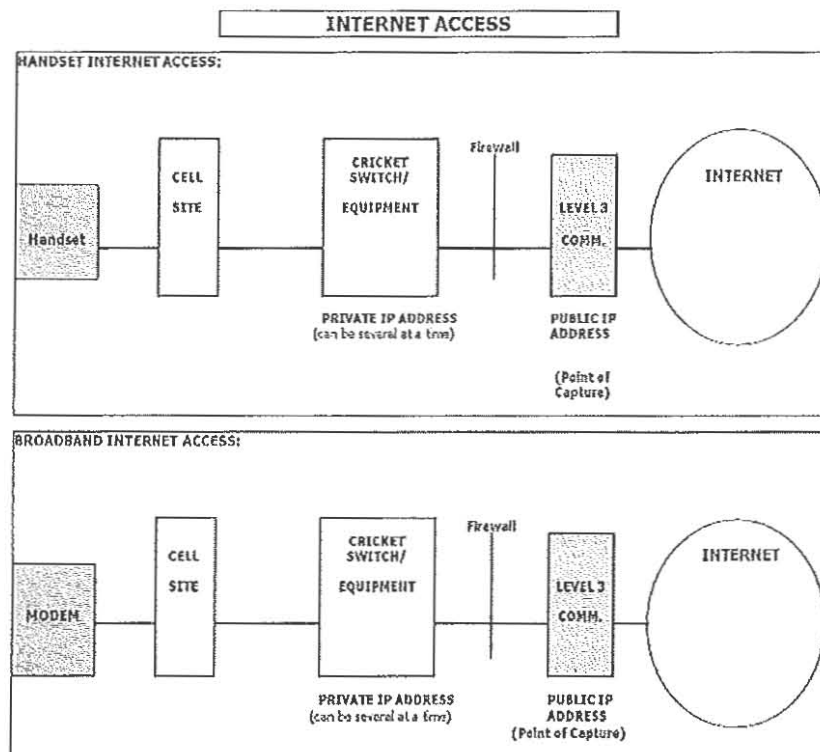 INTERNET ACCESS
HANDSET INTERNET ACCESS:
Handset
CELL
SITE
CRICKET
SWITCH/
EQUIPMENT
PRIVATE IP ADDRESS
(can be several at a time)
Firewall
LEVEL 3
COMM.
PUBLIC IP
ADDRESS
(Point of
Capture)
INTERNET
BROADBAND INTERNET ACCESS:
MODEM
CELL
SITE
CRICKET
SWITCH/
EQUIPMENT
PRIVATE IP ADDRESS
(can be several at a time)
Firewall
LEVEL 3
COMM.
PUBLIC IP
ADDRESS
(Point of Capture)
INTERNET